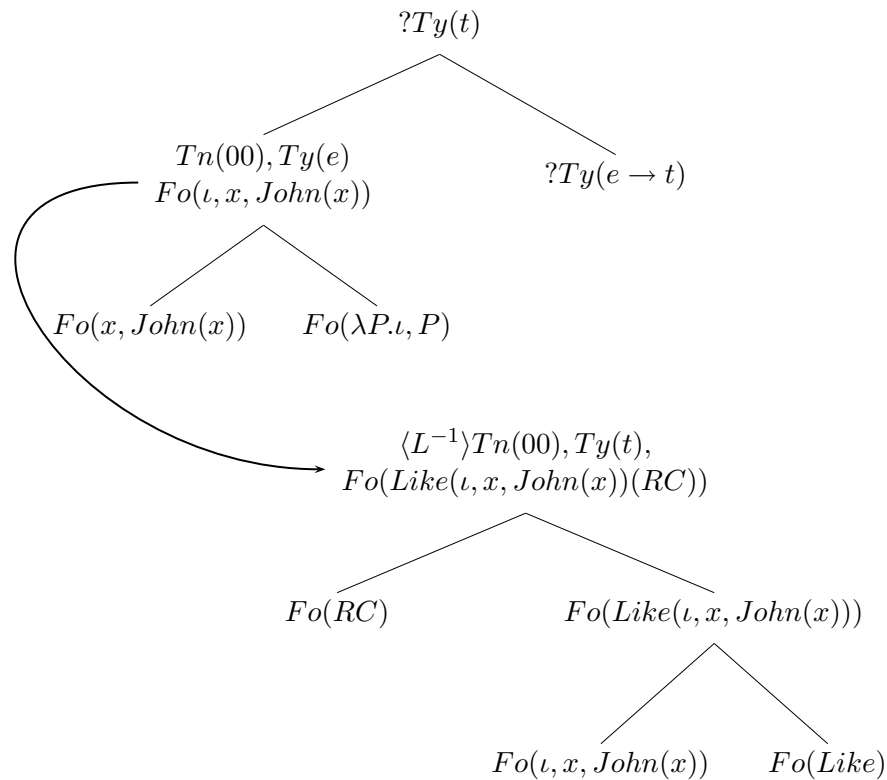 ?Ty(t)
Tn(00), Ty(e)
Fo(ι, x, John(x))
?Ty(e → t)
Fo(x, John(x))
Fo(λP.ι, P)
⟨L⁻¹⟩Tn(00), Ty(t),
Fo(Like(ι, x, John(x))(RC))
Fo(RC)
Fo(Like(ι, x, John(x)))
Fo(ι, x, John(x))
Fo(Like)